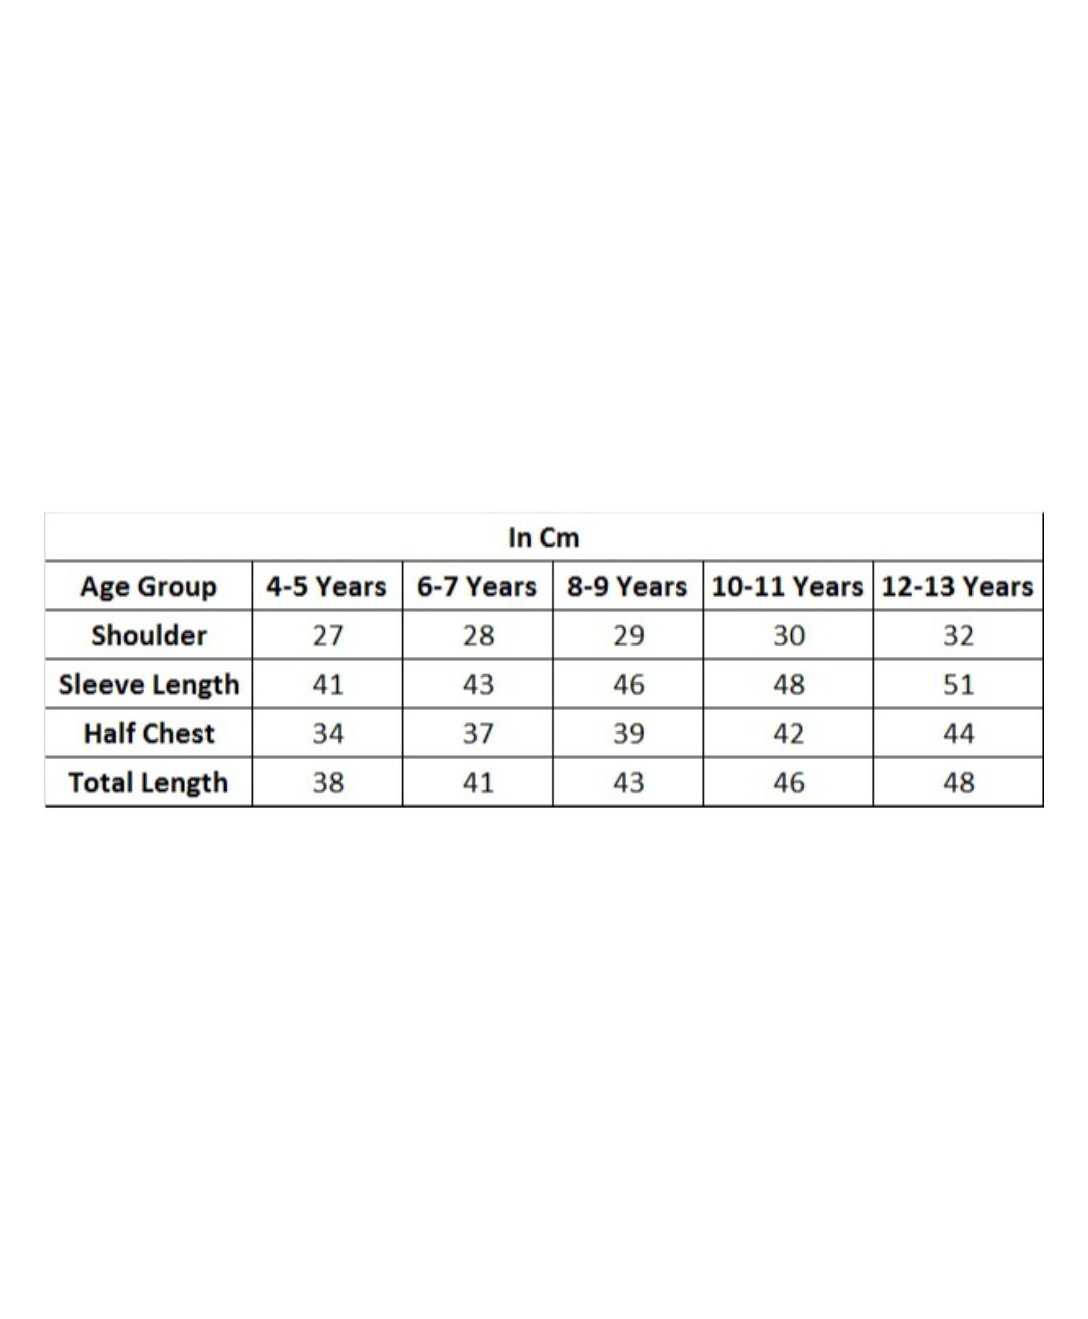 In Cm
Age Group 4-5 Years 6-7 Years 8-9 Years 10-11 Years 12-13 Years
Shoulder 27 28 29 30 32
Sleeve Length 41 43 46 48 51
Half Chest 34 37 39 42 44
Total Length 38 41 43 46 48